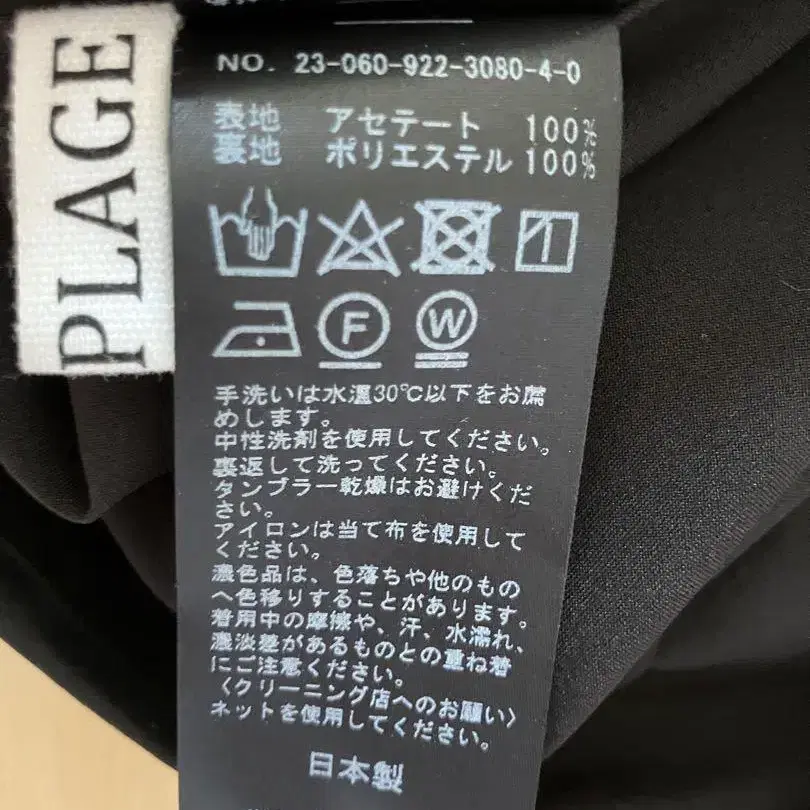 PLAGE
NO. 23-060-922-3080-4-0
表地 アセテート 100%
裏地 ポリエステル 100%
F W
手洗いは水温30℃以下をお薦
めします。
中性洗剤を使用してください。
裏返して洗ってください。
タンブラー乾燥はお避けくだ
さい。
アイロンは当て布を使用して
ください。
濃色品は、色落ちや他のもの
へ色移りすることがあります。
着用中の摩擦や、汗、水濡れ、
濃淡差があるものとの重ね着
にご注意ください。
〈クリーニング店へのお願い〉
ネットを使用してください。
日本製